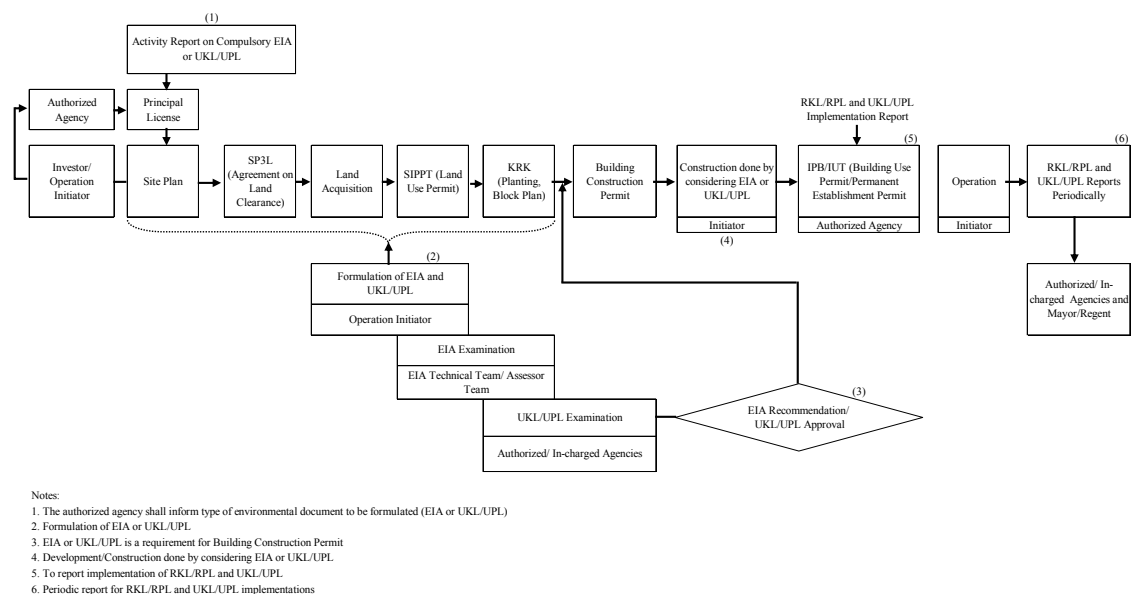 (1)
Activity Report on Compulsory EIA
or UKL/UPL
Authorized
Agency
Principal
License
RKL/RPL and UKL/UPL
Implementation Report
Investor/
Operation
Initiator
Site Plan
SP3L
(Agreement on
Land
Clearance)
Land
Acquisition
SIPPT (Land
Use Permit)
KRK
(Planting,
Block Plan)
Building
Construction
Permit
Construction done by
considering EIA or
UKL/UPL
Initiator
(4)
(5)
IPB/IUT (Building Use
Permit/Permanent
Establishment Permit
Authorized Agency
Operation
Initiator
(6)
RKL/RPL and
UKL/UPL Reports
Periodically
Authorized/ In-
charged Agencies and
Mayor/Regent
(2)
Formulation of EIA and
UKL/UPL
Operation Initiator
EIA Examination
EIA Technical Team/ Assessor
Team
UKL/UPL Examination
Authorized/ In-charged Agencies
(3)
EIA Recommendation/
UKL/UPL Approval
Notes:
1. The authorized agency shall inform type of environmental document to be formulated (EIA or UKL/UPL)
2. Formulation of EIA or UKL/UPL
3. EIA or UKL/UPL is a requirement for Building Construction Permit
4. Development/Construction done by considering EIA or UKL/UPL
5. To report implementation of RKL/RPL and UKL/UPL
6. Periodic report for RKL/RPL and UKL/UPL implementations